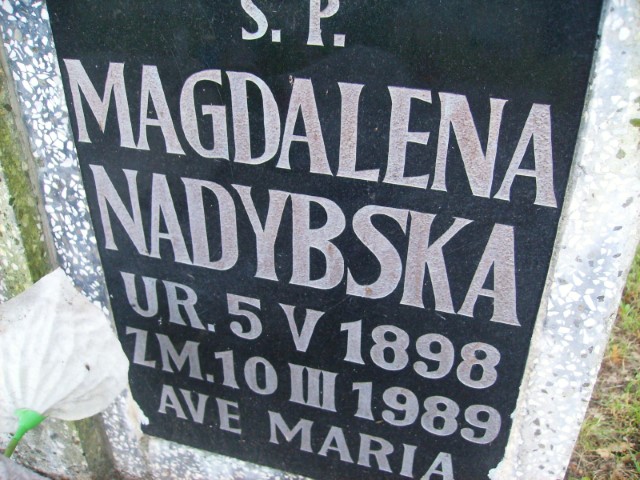 Ś. P.
MAGDALENA
NADYBSKA
UR. 5 V 1898
ZM. 10 III 1989
AVE MARIA